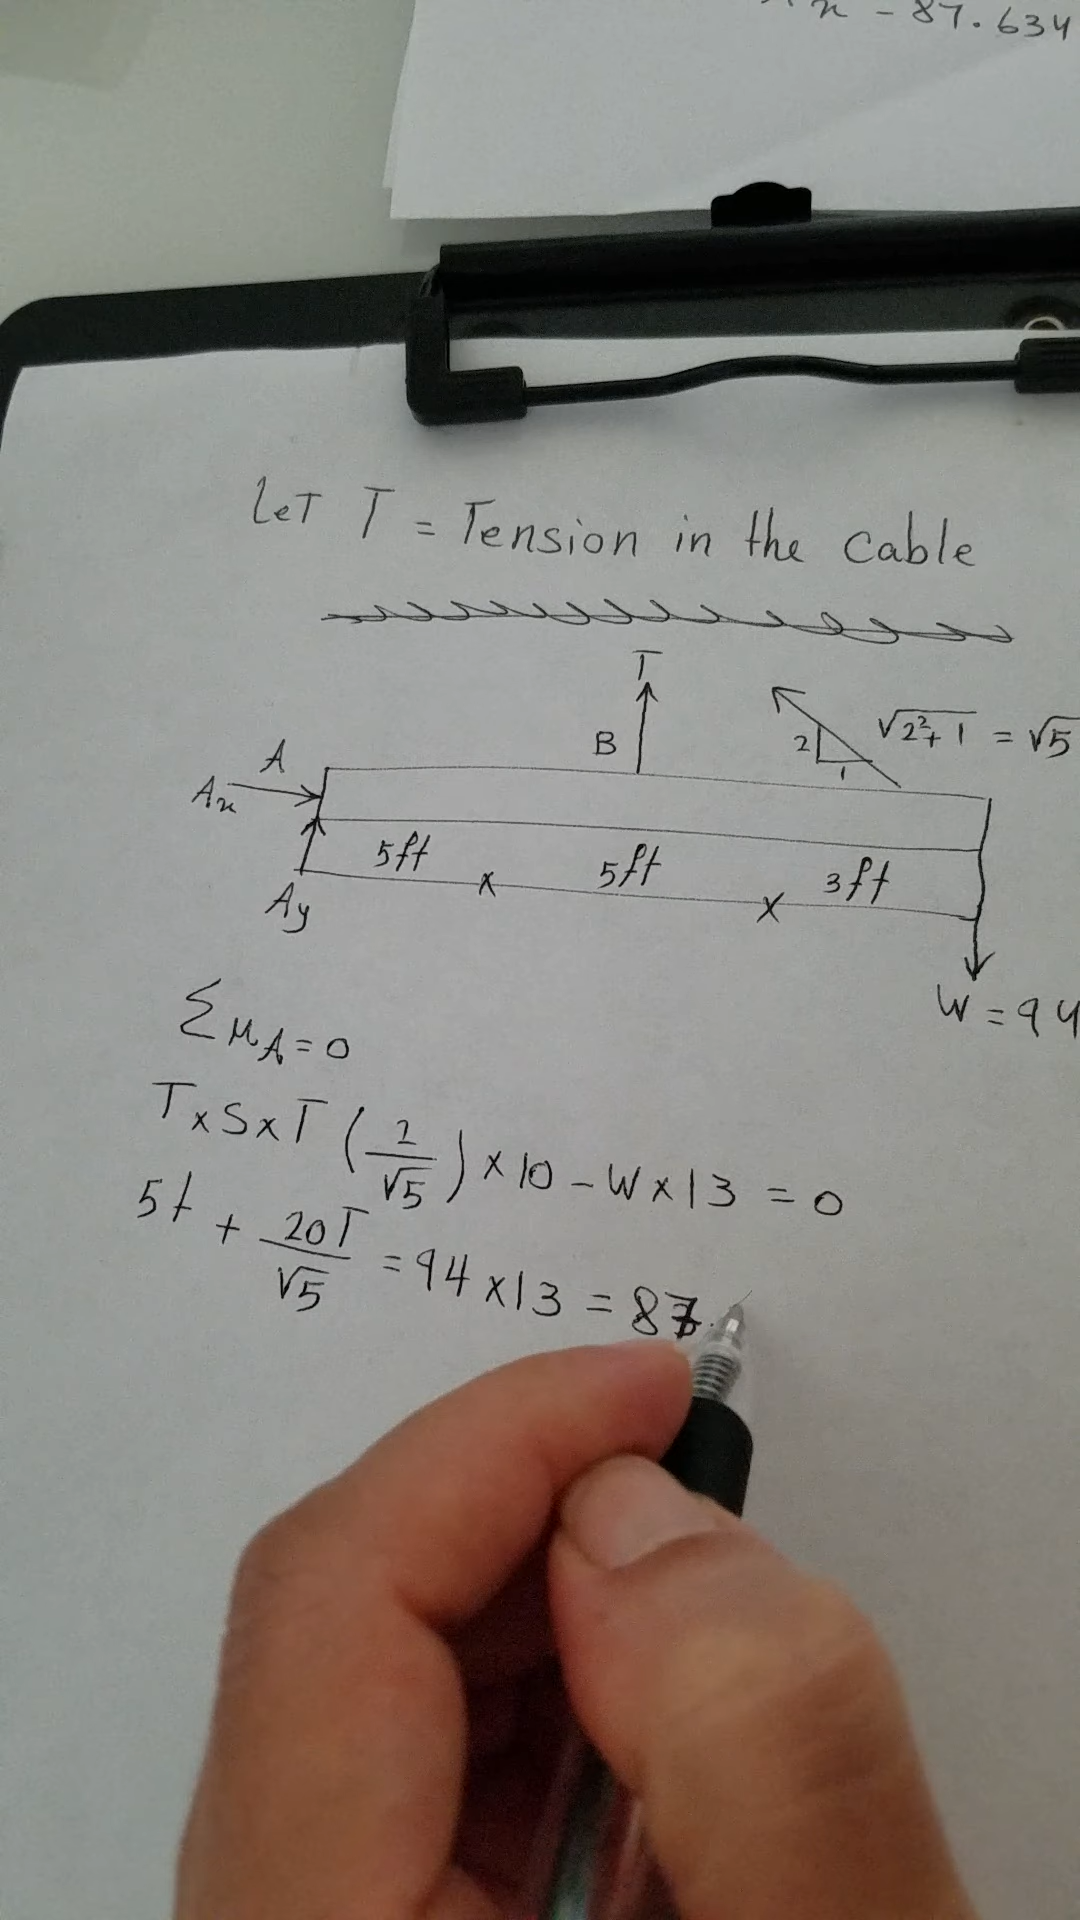 x - 87.634
LeT T = Tension in the cable
T
B
2
1
√2²+1 = √5
A
Ax
5ft
5ft
3ft
Ay
W = 94
ΣMA=0
Tx5xT (2/√5) x 10 - W x 13 = 0
5t + 20T/√5 = 94 x 13 = 87.